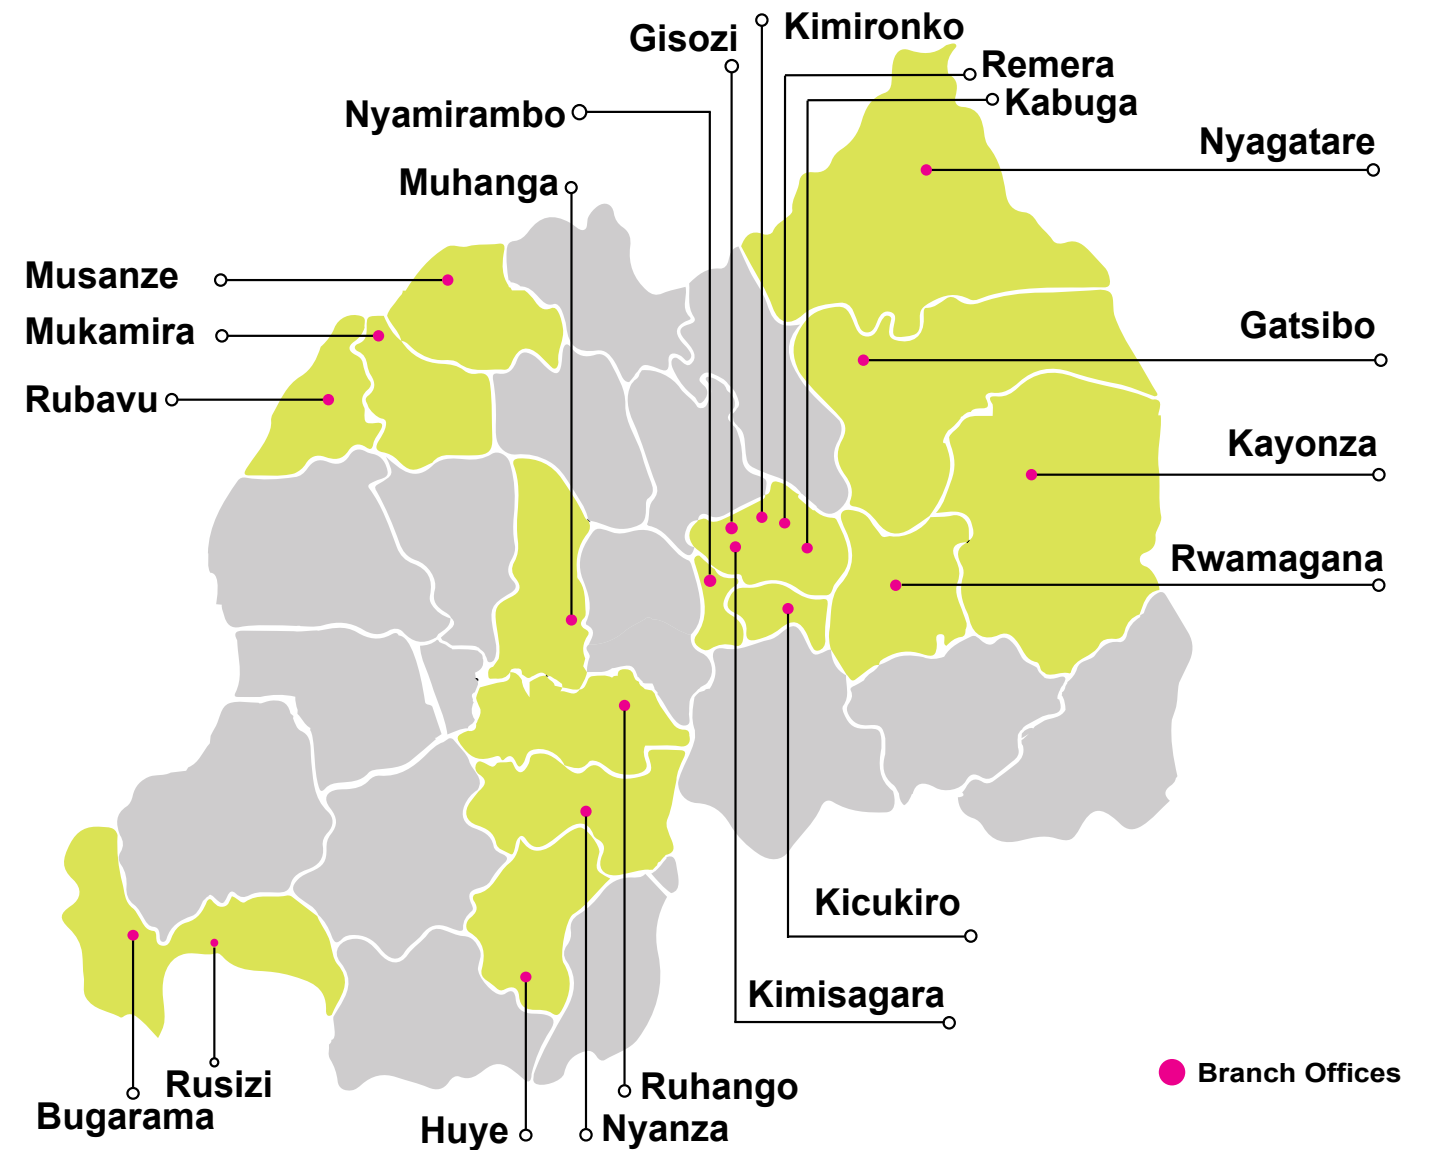 Kimironko
Gisozi
Remera
Kabuga
Nyamirambo
Nyagatare
Muhanga
Musanze
Mukamira
Gatsibo
Rubavu
Kayonza
Rwamagana
Kicukiro
Kimisagara
Branch Offices
Rusizi
Ruhango
Bugarama
Huye
Nyanza